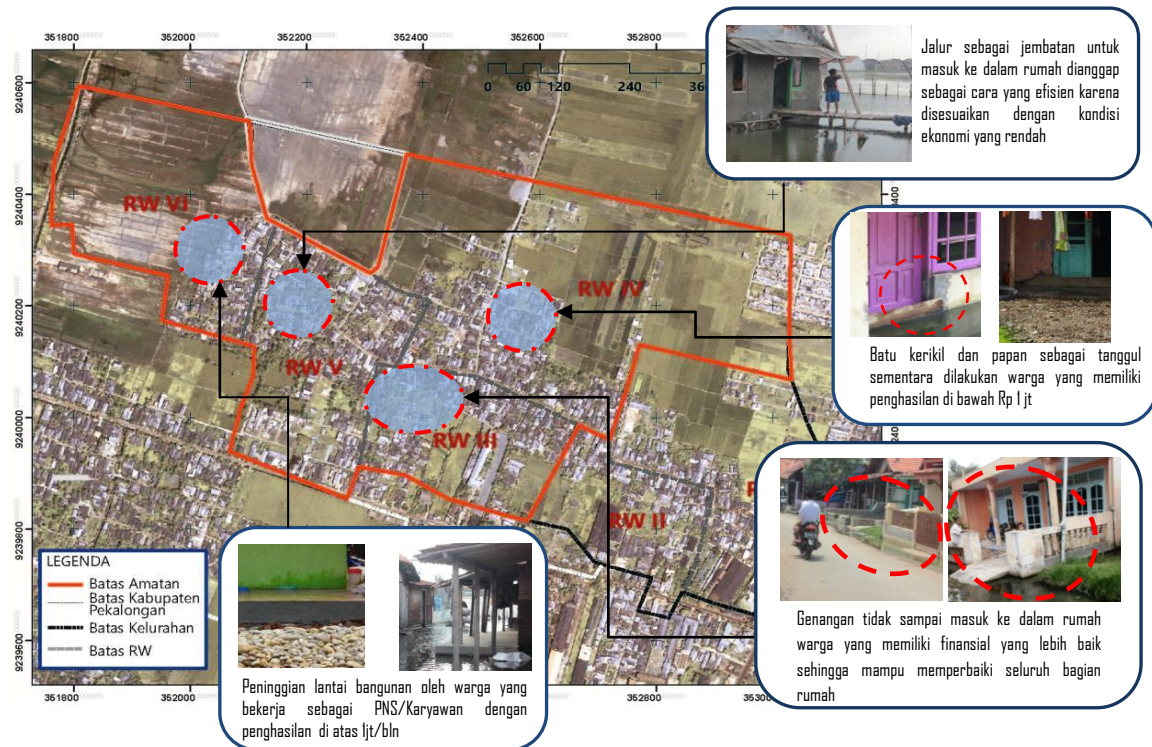 351800 352000 352200 352400 352600 352800
9240600
9240400
9240200
9240000
9239800
9239600
0 60 120 240
Jalur sebagai jembatan untuk
masuk ke dalam rumah dianggap
sebagai cara yang efisien karena
disesuaikan dengan kondisi
ekonomi yang rendah
RW VI
RW IV
RW V
RW III
RW II
Batu kerikil dan papan sebagai tanggul
sementara dilakukan warga yang memiliki
penghasilan di bawah Rp 1 jt
Genangan tidak sampai masuk ke dalam rumah
warga yang memiliki finansial yang lebih baik
sehingga mampu memperbaiki seluruh bagian
rumah
LEGENDA
Batas Amatan
Batas Kabupaten
Pekalongan
Batas Kelurahan
Batas RW
Peninggian lantai bangunan oleh warga yang
bekerja sebagai PNS/Karyawan dengan
penghasilan di atas 1jt/bln
351800 352000 352800